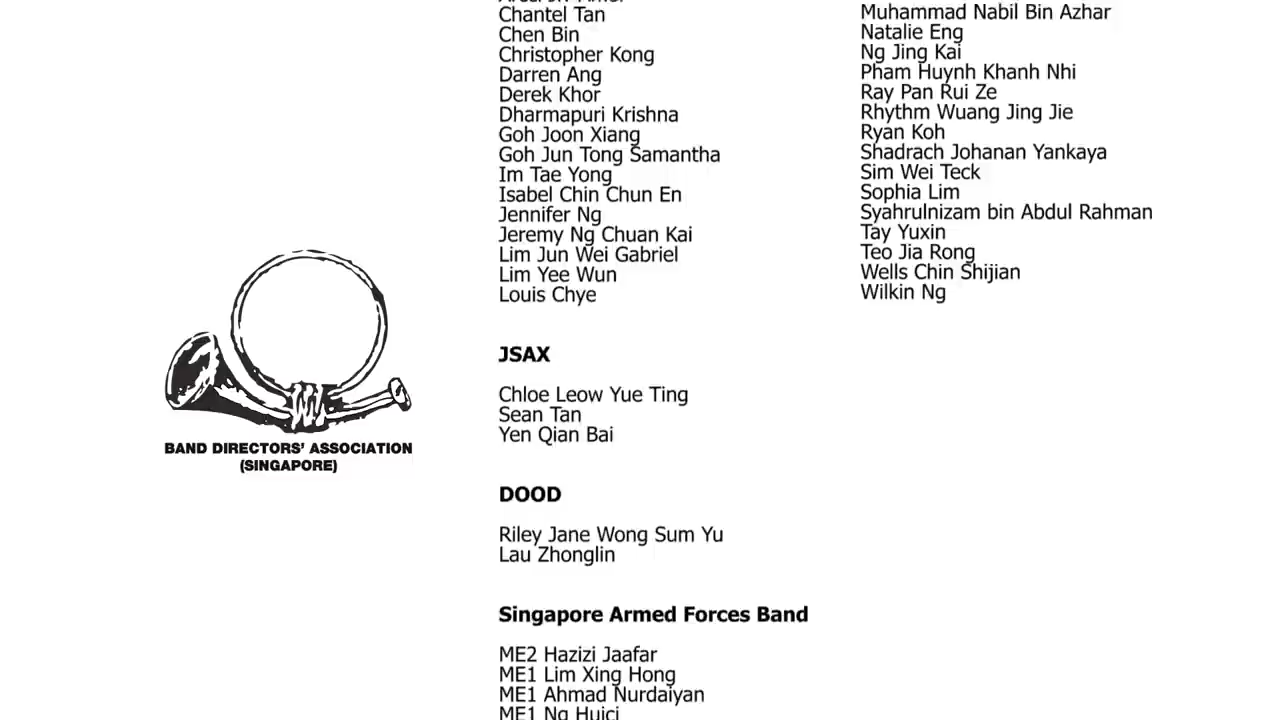 Chantel Tan
Chen Bin
Christopher Kong
Darren Ang
Derek Khor
Dharmapuri Krishna
Goh Joon Xiang
Goh Jun Tong Samantha
Im Tae Yong
Isabel Chin Chun En
Jennifer Ng
Jeremy Ng Chuan Kai
Lim Jun Wei Gabriel
Lim Yee Wun
Louis Chye
Muhammad Nabil Bin Azhar
Natalie Eng
Ng Jing Kai
Pham Huynh Khanh Nhi
Ray Pan Rui Ze
Rhythm Wuang Jing Jie
Ryan Koh
Shadrach Johanan Yankaya
Sim Wei Teck
Sophia Lim
Syahrulnizam bin Abdul Rahman
Tay Yuxin
Teo Jia Rong
Wells Chin Shijian
Wilkin Ng
JSAX
Chloe Leow Yue Ting
Sean Tan
Yen Qian Bai
BAND DIRECTORS' ASSOCIATION
(SINGAPORE)
DOOD
Riley Jane Wong Sum Yu
Lau Zhonglin
Singapore Armed Forces Band
ME2 Hazizi Jaafar
ME1 Lim Xing Hong
ME1 Ahmad Nurdaiyan
ME1 Ng Huici